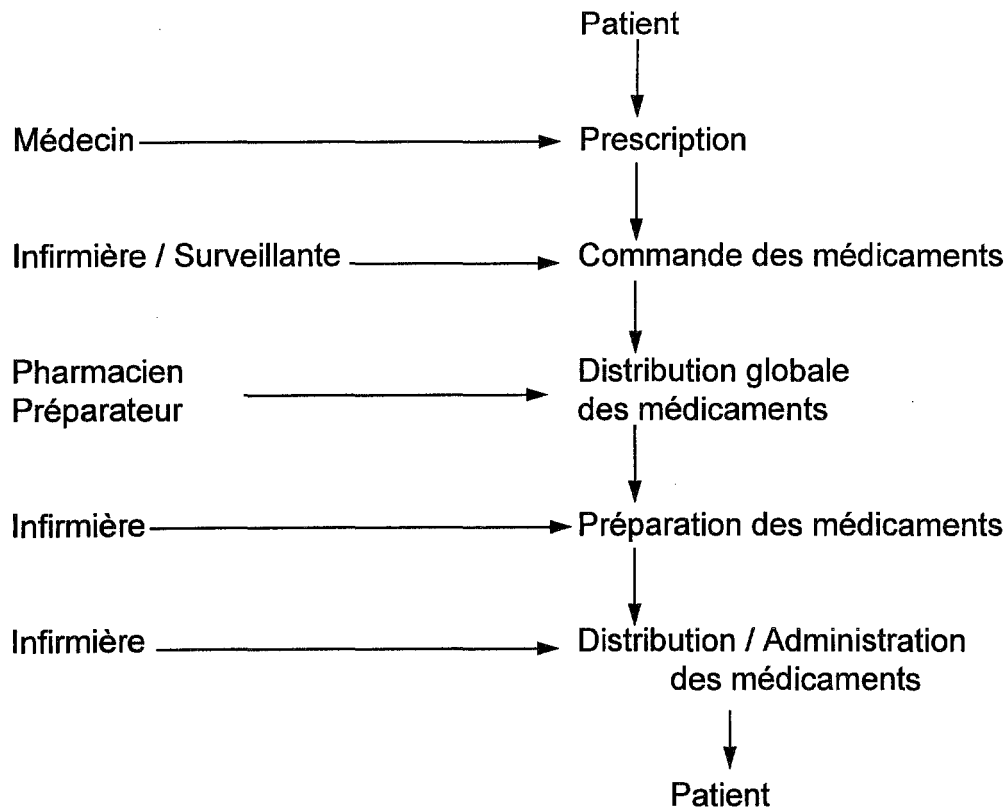 Patient
Médecin Prescription
Infirmière / Surveillante Commande des médicaments
Pharmacien
Préparateur
Distribution globale
des médicaments
Infirmière Préparation des médicaments
Infirmière Distribution / Administration
des médicaments
Patient